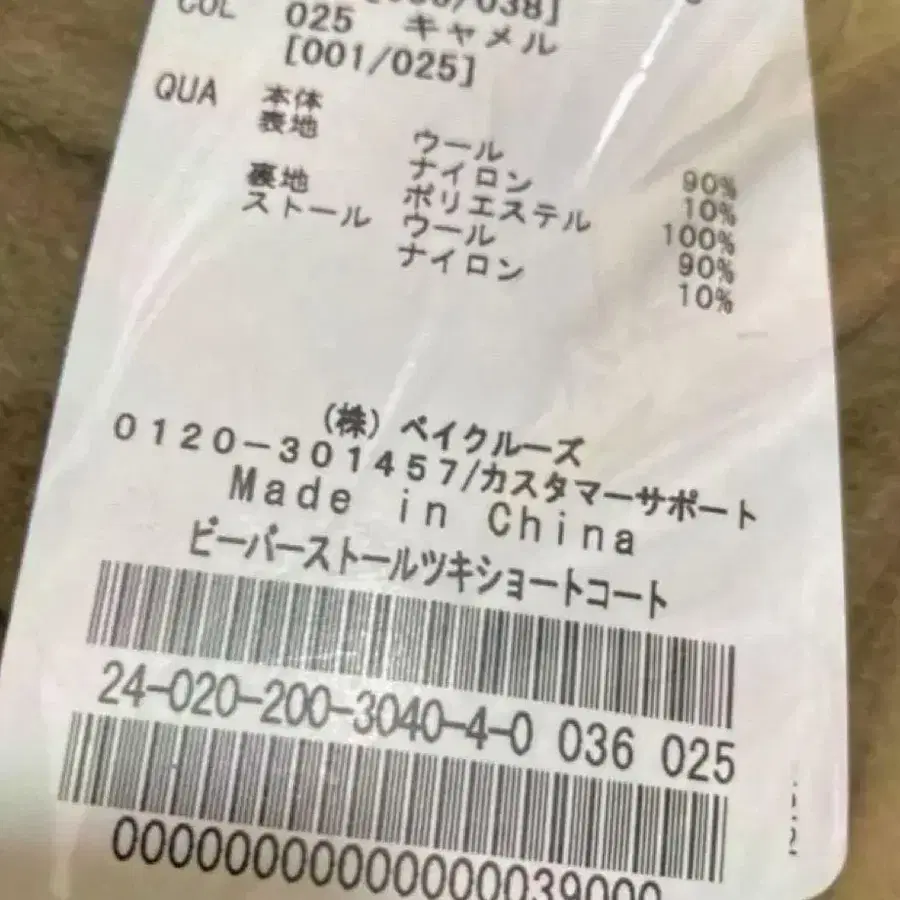 /038]
COL 025 キャメル
[001/025]
QUA 本体
表地 ウール 90%
ナイロン 10%
裏地 ポリエステル 100%
ストール ウール 90%
ナイロン 10%
(株) ベイクルーズ
0120-301457/カスタマーサポート
Made in China
ビーバーストールツキショートコート
24-020-200-3040-4-0 036 025